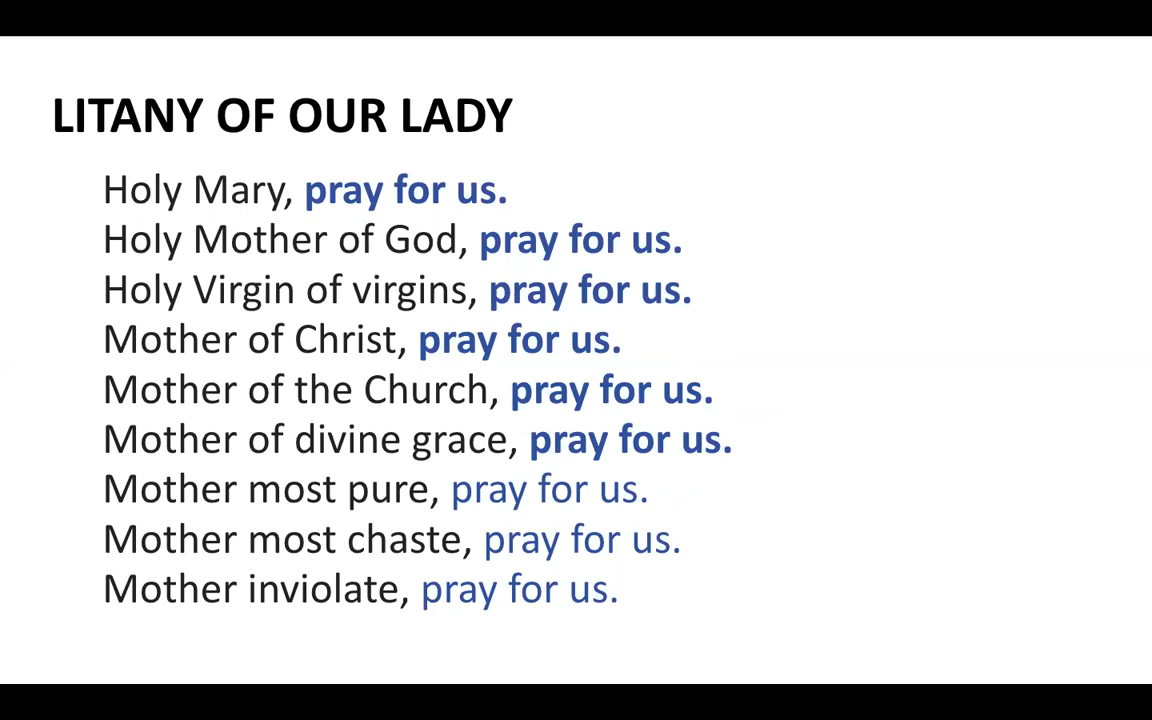 LITANY OF OUR LADY
Holy Mary, pray for us.
Holy Mother of God, pray for us.
Holy Virgin of virgins, pray for us.
Mother of Christ, pray for us.
Mother of the Church, pray for us.
Mother of divine grace, pray for us.
Mother most pure, pray for us.
Mother most chaste, pray for us.
Mother inviolate, pray for us.